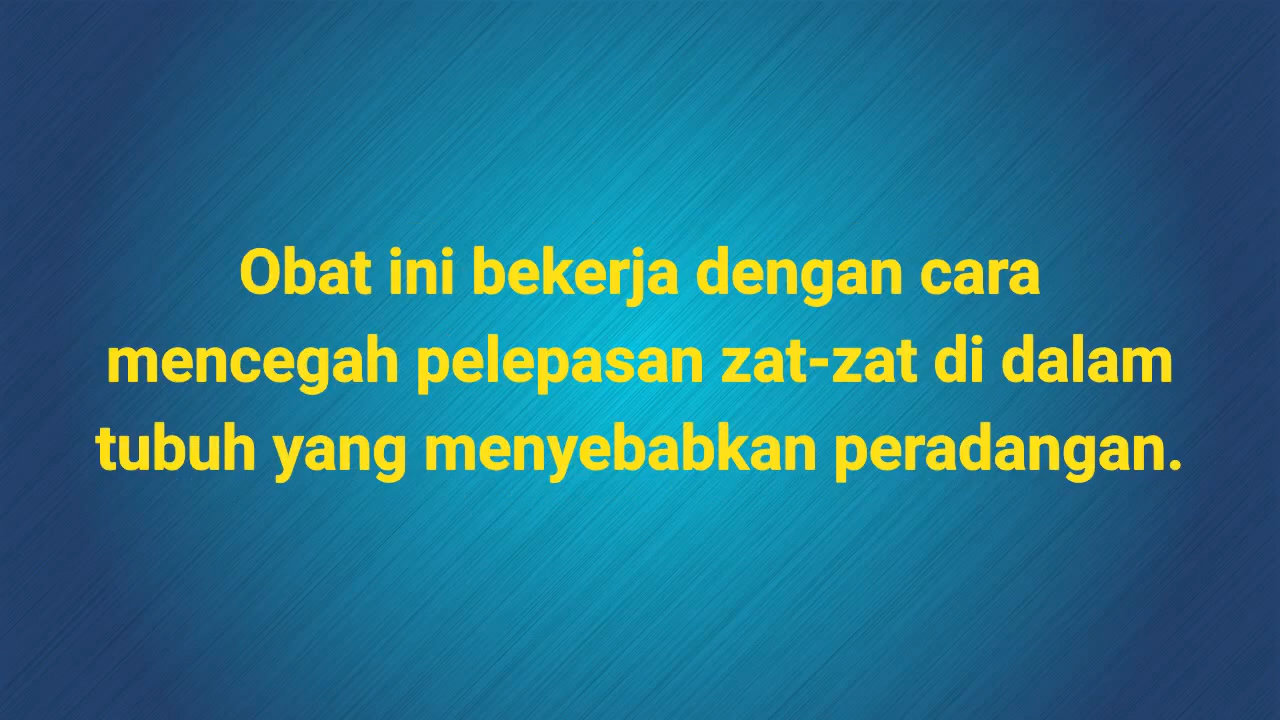 Obat ini bekerja dengan cara
mencegah pelepasan zat-zat di dalam
tubuh yang menyebabkan peradangan.